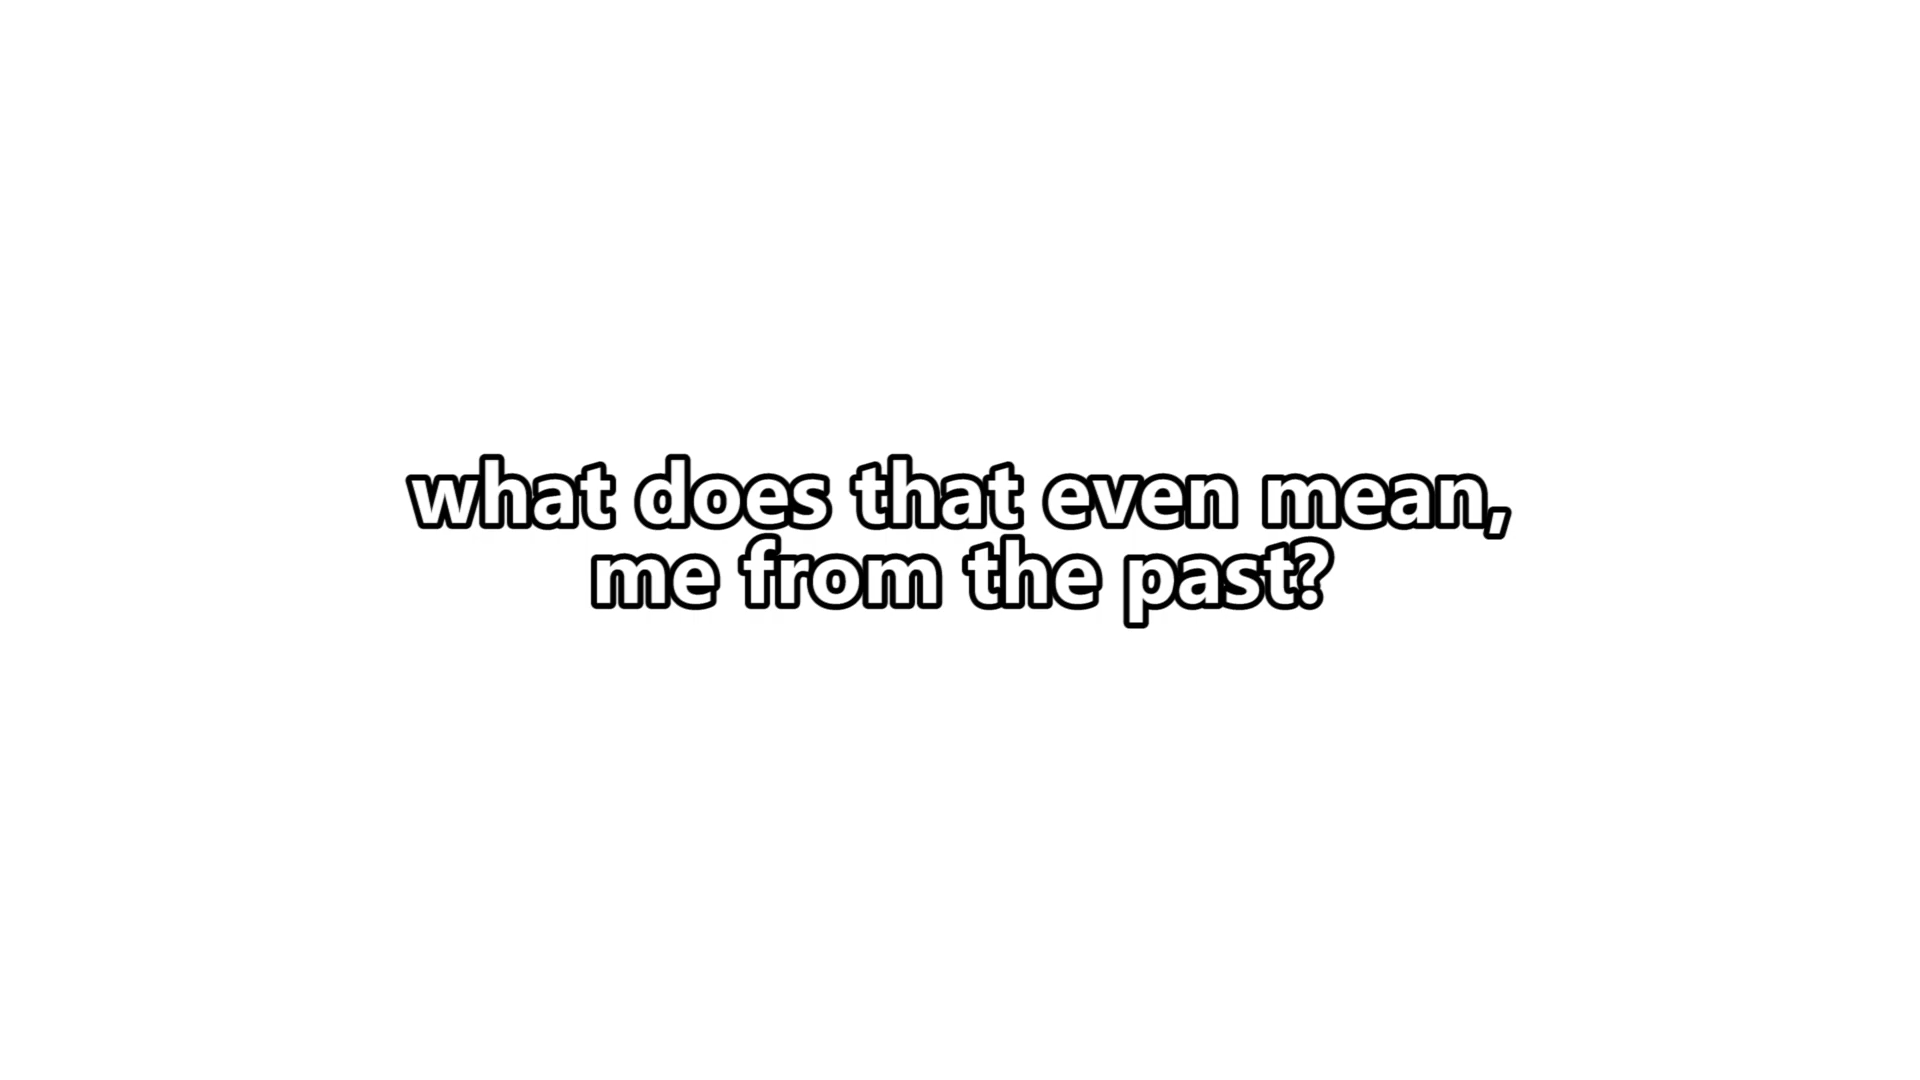 what does that even mean,
me from the past?